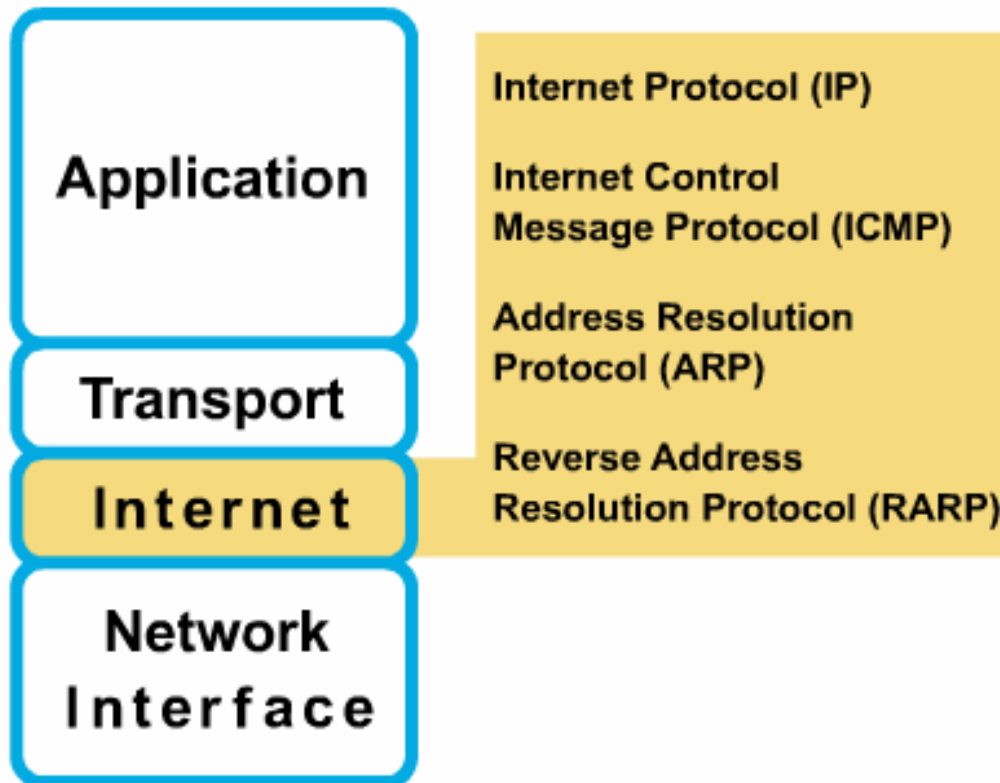 Application
Transport
Internet
Network
Interface
Internet Protocol (IP)
Internet Control
Message Protocol (ICMP)
Address Resolution
Protocol (ARP)
Reverse Address
Resolution Protocol (RARP)